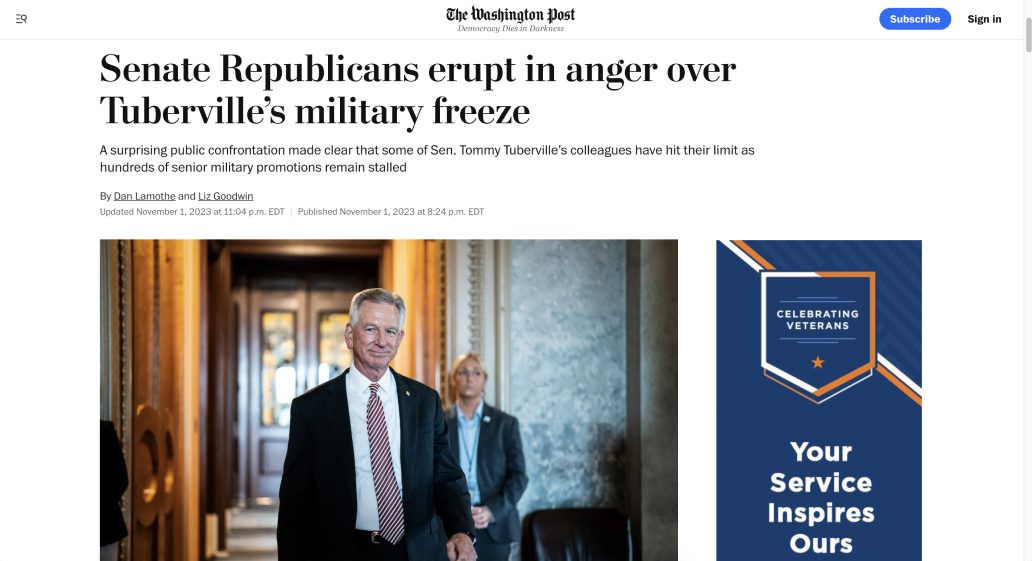 The Washington Post
Democracy Dies in Darkness
Subscribe
Sign in
Senate Republicans erupt in anger over
Tuberville’s military freeze
A surprising public confrontation made clear that some of Sen. Tommy Tuberville’s colleagues have hit their limit as
hundreds of senior military promotions remain stalled
By Dan Lamothe and Liz Goodwin
Updated November 1, 2023 at 11:04 p.m. EDT | Published November 1, 2023 at 8:24 p.m. EDT
CELEBRATING
VETERANS
Your
Service
Inspires
Ours